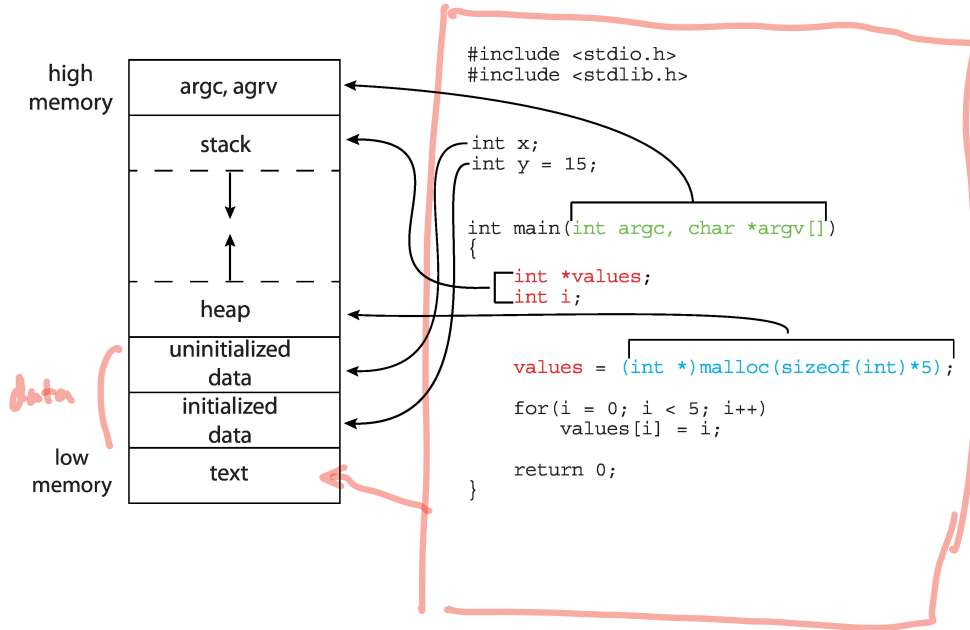 high
memory
argc, agrv
stack
heap
uninitialized
data
initialized
data
low
memory
text
data
#include <stdio.h>
#include <stdlib.h>
int x;
int y = 15;
int main(int argc, char *argv[])
{
int *values;
int i;
values = (int *)malloc(sizeof(int)*5);
for(i = 0; i < 5; i++)
values[i] = i;
return 0;
}